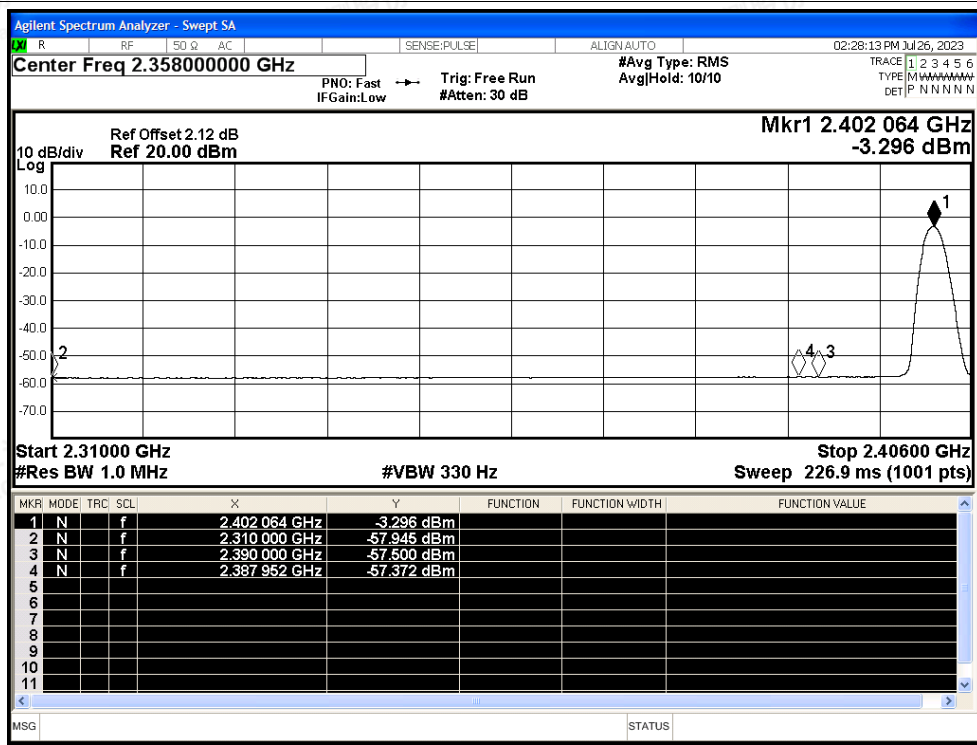 Agilent Spectrum Analyzer - Swept SA
LXI R RF 50 Ω AC SENSE:PULSE ALIGN AUTO 02:28:13 PM Jul 26, 2023
Center Freq 2.358000000 GHz
PNO: Fast Trig: Free Run #Avg Type: RMS TRACE 1 2 3 4 5 6
IFGain:Low #Atten: 30 dB Avg|Hold: 10/10 TYPE M
DET P N N N N N
Mkr1 2.402 064 GHz
-3.296 dBm
Ref Offset 2.12 dB
10 dB/div Ref 20.00 dBm
Log
10.0
0.00
-10.0
-20.0
-30.0
-40.0
-50.0
-60.0
-70.0
1
2
4 3
Start 2.31000 GHz Stop 2.40600 GHz
#Res BW 1.0 MHz #VBW 330 Hz Sweep 226.9 ms (1001 pts)
MKR MODE TRC SCL X Y FUNCTION FUNCTION WIDTH FUNCTION VALUE
1 N f 2.402 064 GHz -3.296 dBm
2 N f 2.310 000 GHz -57.945 dBm
3 N f 2.390 000 GHz -57.500 dBm
4 N f 2.387 952 GHz -57.372 dBm
5
6
7
8
9
10
11
MSG STATUS